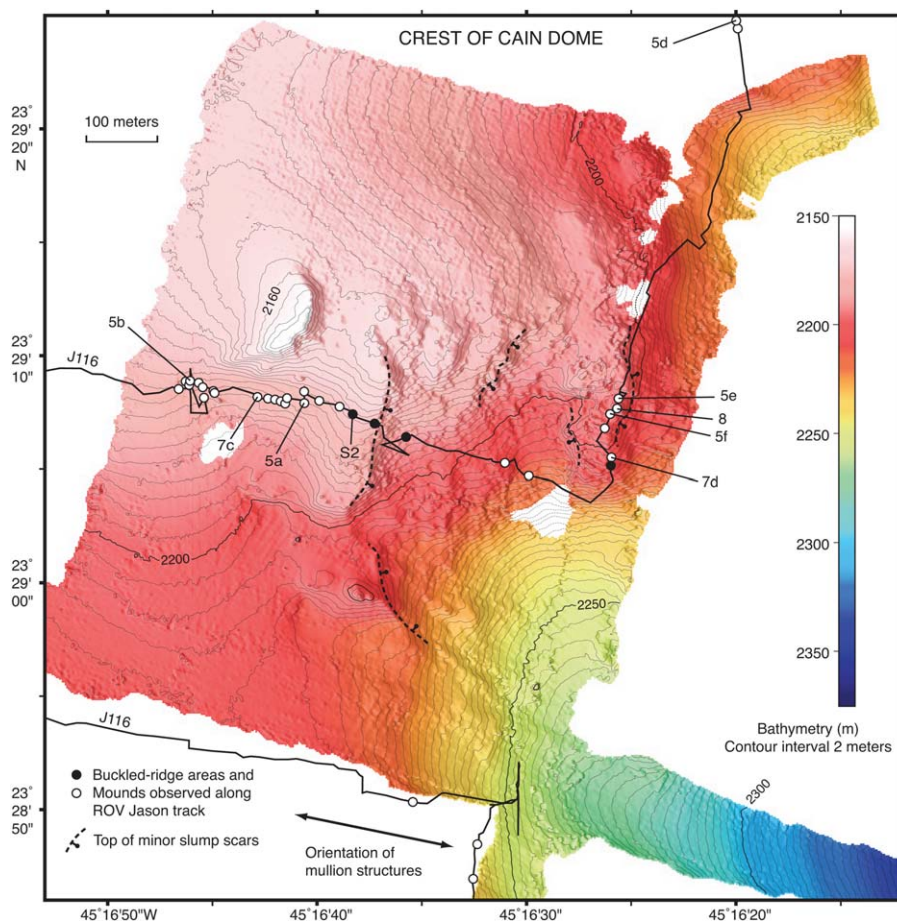 CREST OF CAIN DOME
5d
23°
29'
20"
N
100 meters
2200
2150
2160
5b
23°
29'
10"
J116
2200
5e
8
5f
7c
5a
S2
7d
2250
23°
29'
00"
2200
2300
2250
2350
J116
Bathymetry (m)
Contour interval 2 meters
Buckled-ridge areas and
Mounds observed along
ROV Jason track
23°
28'
50"
2300
Top of minor slump scars
Orientation of
mullion structures
45°16'50"W
45°16'40"
45°16'30"
45°16'20"